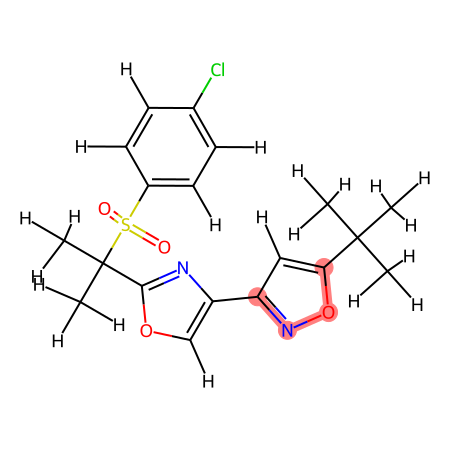 H Cl
H H
H H H H
O H H H
H S H H
H O H
H N
H
H H H
H O N O
H
H